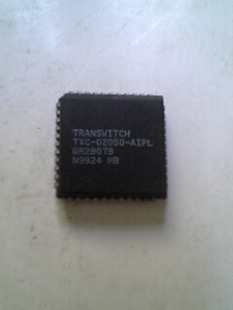 TRANSWITCH
TXC-02050-AIPL
GR28078
N9824 HB